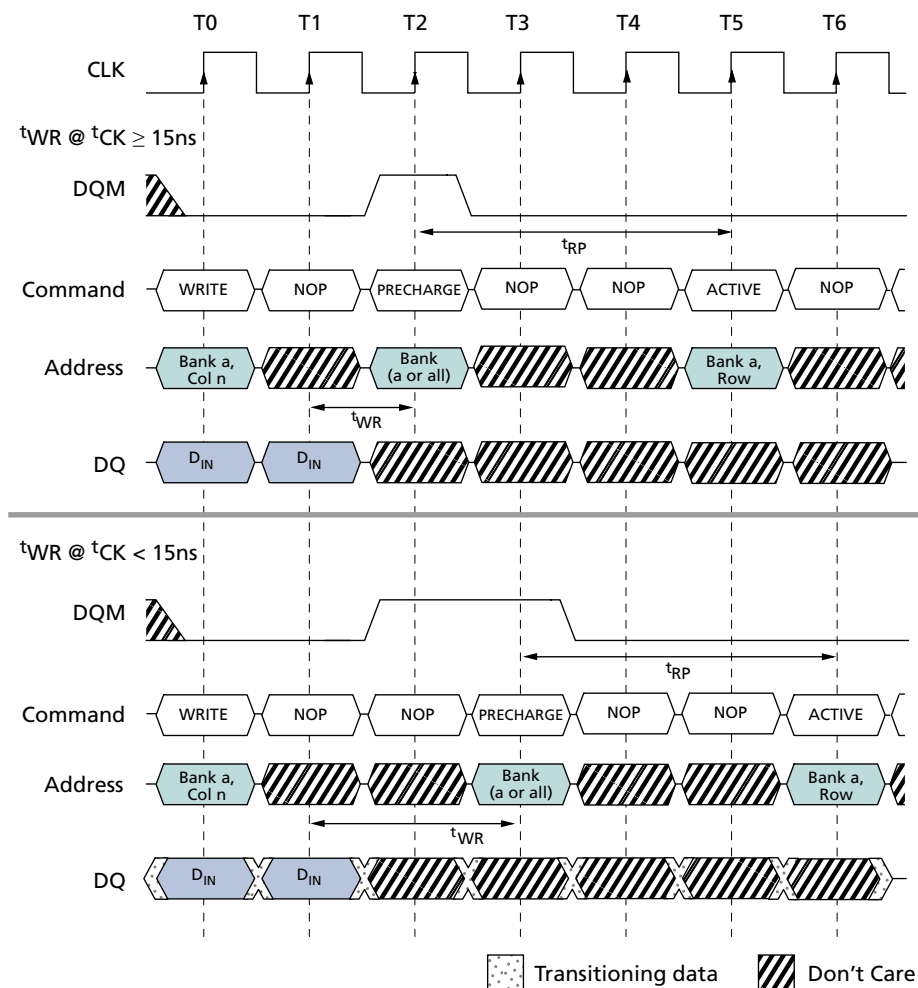 T0 T1 T2 T3 T4 T5 T6
CLK
tWR @ tCK ≥ 15ns
DQM
tRP
Command WRITE NOP PRECHARGE NOP NOP ACTIVE NOP
Address Bank a, Col n Bank (a or all) Bank a, Row
tWR
DQ DIN DIN
tWR @ tCK < 15ns
DQM
tRP
Command WRITE NOP NOP PRECHARGE NOP NOP ACTIVE
Address Bank a, Col n Bank (a or all) Bank a, Row
tWR
DQ DIN DIN
Transitioning data Don't Care